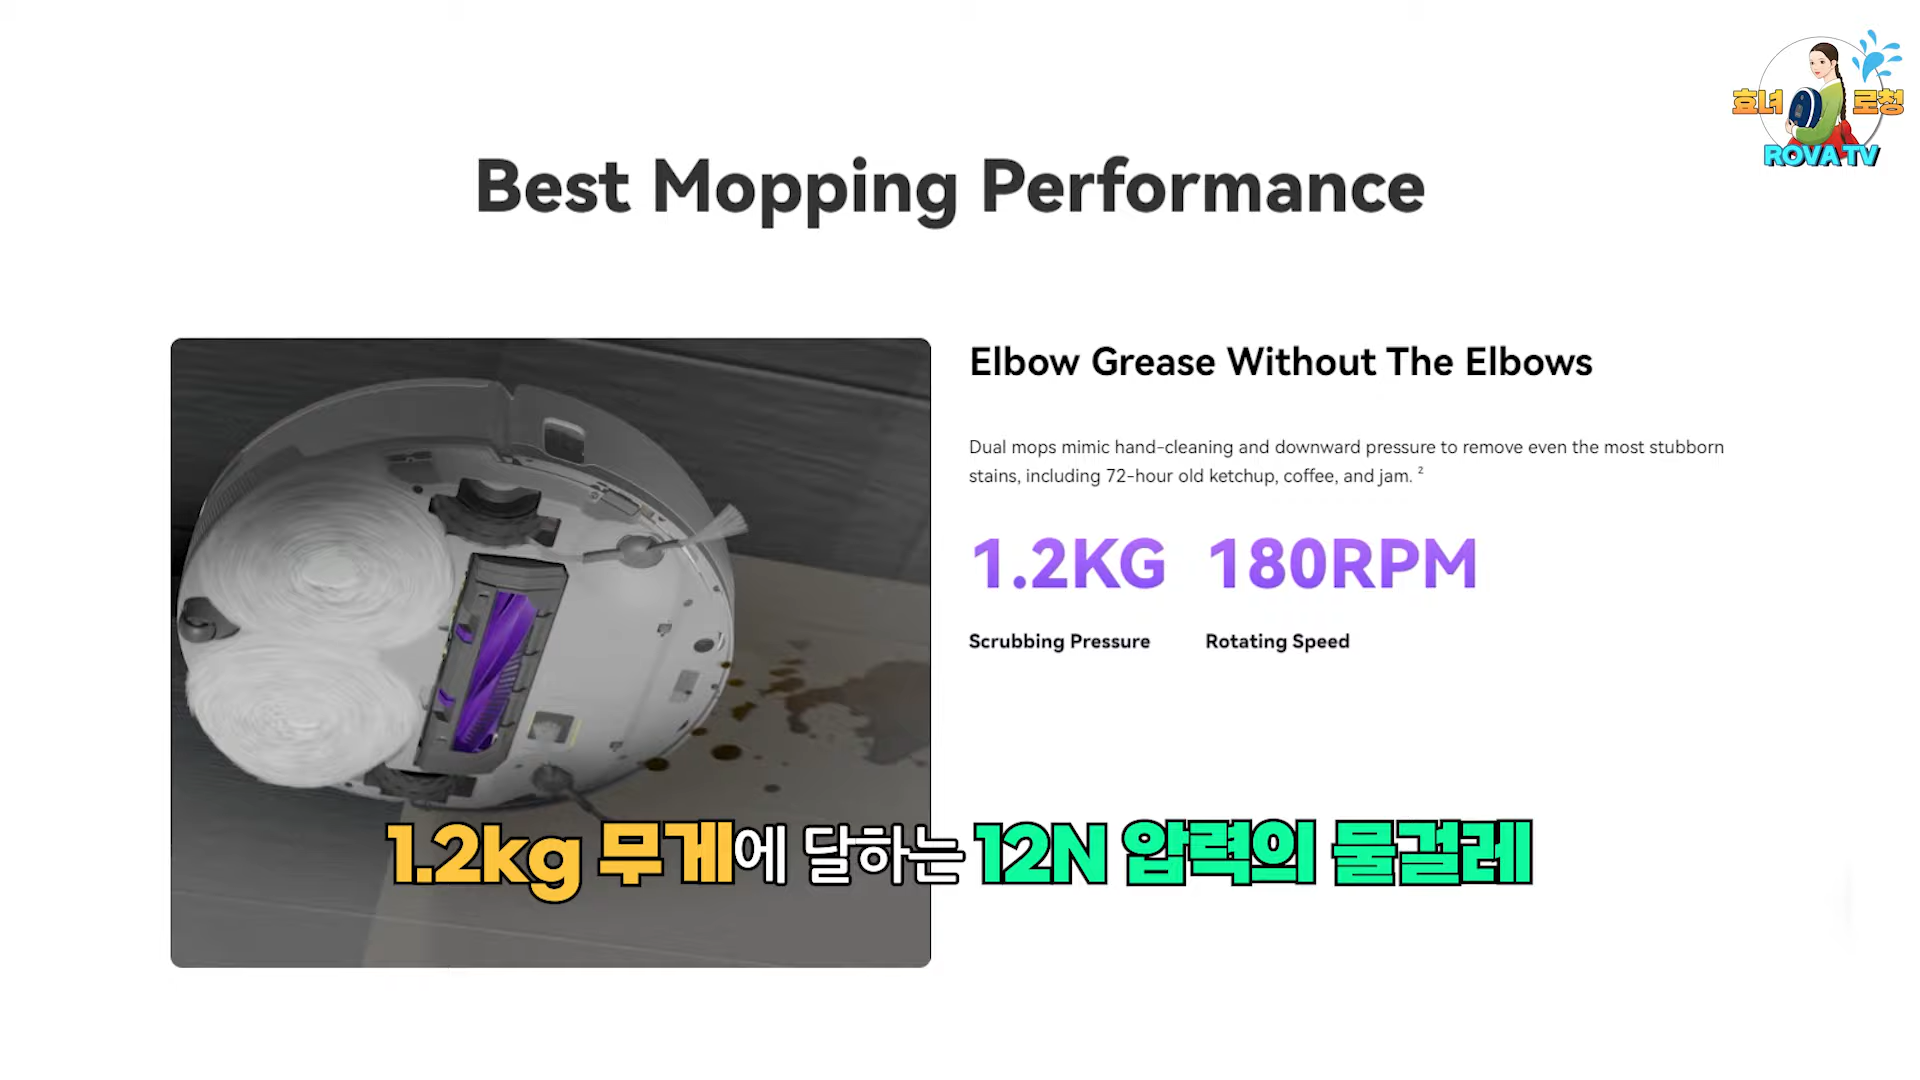 효녀 로청
ROVA TV
Best Mopping Performance
Elbow Grease Without The Elbows
Dual mops mimic hand-cleaning and downward pressure to remove even the most stubborn
stains, including 72-hour old ketchup, coffee, and jam. ²
1.2KG 180RPM
Scrubbing Pressure Rotating Speed
1.2kg 무게에 달하는 12N 압력의 물걸레